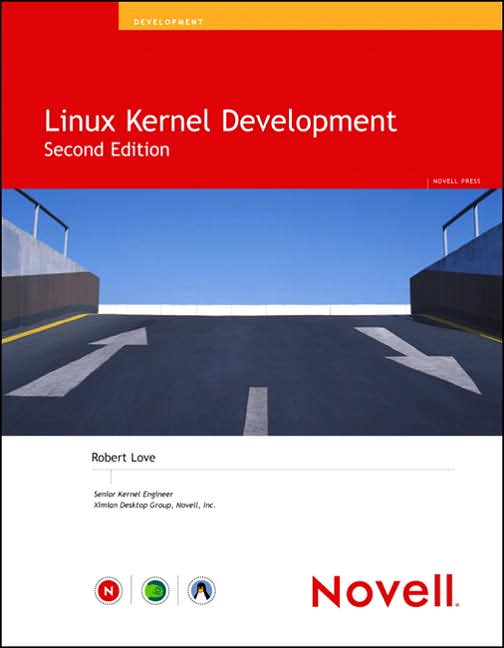 DEVELOPMENT
Linux Kernel Development
Second Edition
NOVELL PRESS
Robert Love
Senior Kernel Engineer
Ximian Desktop Group, Novell, Inc.
N
Novell®